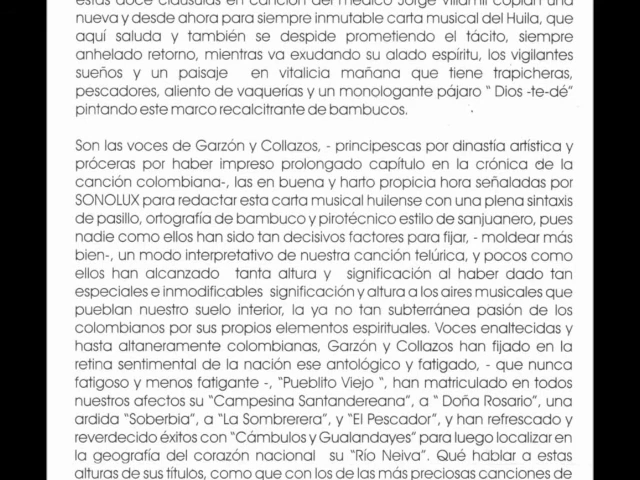 estas doce cláusulas en canción del médico Jorge Villamil copian una
nueva y desde ahora para siempre inmutable carta musical del Huila, que
aquí saluda y también se despide prometiendo el tácito, siempre
anhelado retorno, mientras va exudando su alado espíritu, los vigilantes
sueños y un paisaje en vitalicia mañana que tiene trapicheras,
pescadores, aliento de vaquerías y un monologante pájaro " Dios -te-dé"
pintando este marco recalcitrante de bambucos.
Son las voces de Garzón y Collazos, - principescas por dinastía artística y
próceras por haber impreso prolongado capítulo en la crónica de la
canción colombiana-, las en buena y harto propicia hora señaladas por
SONOLUX para redactar esta carta musical huilense con una plena sintaxis
de pasillo, ortografía de bambuco y pirotécnico estilo de sanjuanero, pues
nadie como ellos han sido tan decisivos factores para fijar, - moldear más
bien-, un modo interpretativo de nuestra canción telúrica, y pocos como
ellos han alcanzado tanta altura y significación al haber dado tan
especiales e inmodificables significación y altura a los aires musicales que
pueblan nuestro suelo interior, la ya no tan subterránea pasión de los
colombianos por sus propios elementos espirituales. Voces enaltecidas y
hasta altaneramente colombianas, Garzón y Collazos han fijado en la
retina sentimental de la nación ese antológico y fatigado, - que nunca
fatigoso y menos fatigante -, "Pueblito Viejo ", han matriculado en todos
nuestros afectos su "Campesina Santandereana", a " Doña Rosario", una
ardida "Soberbia", a "La Sombrerera", y "El Pescador", y han refrescado y
reverdecido éxitos con "Cámbulos y Gualandayes" para luego localizar en
la geografía del corazón nacional su "Río Neiva". Qué hablar a estas
alturas de sus títulos, como que con los de las más preciosas canciones de